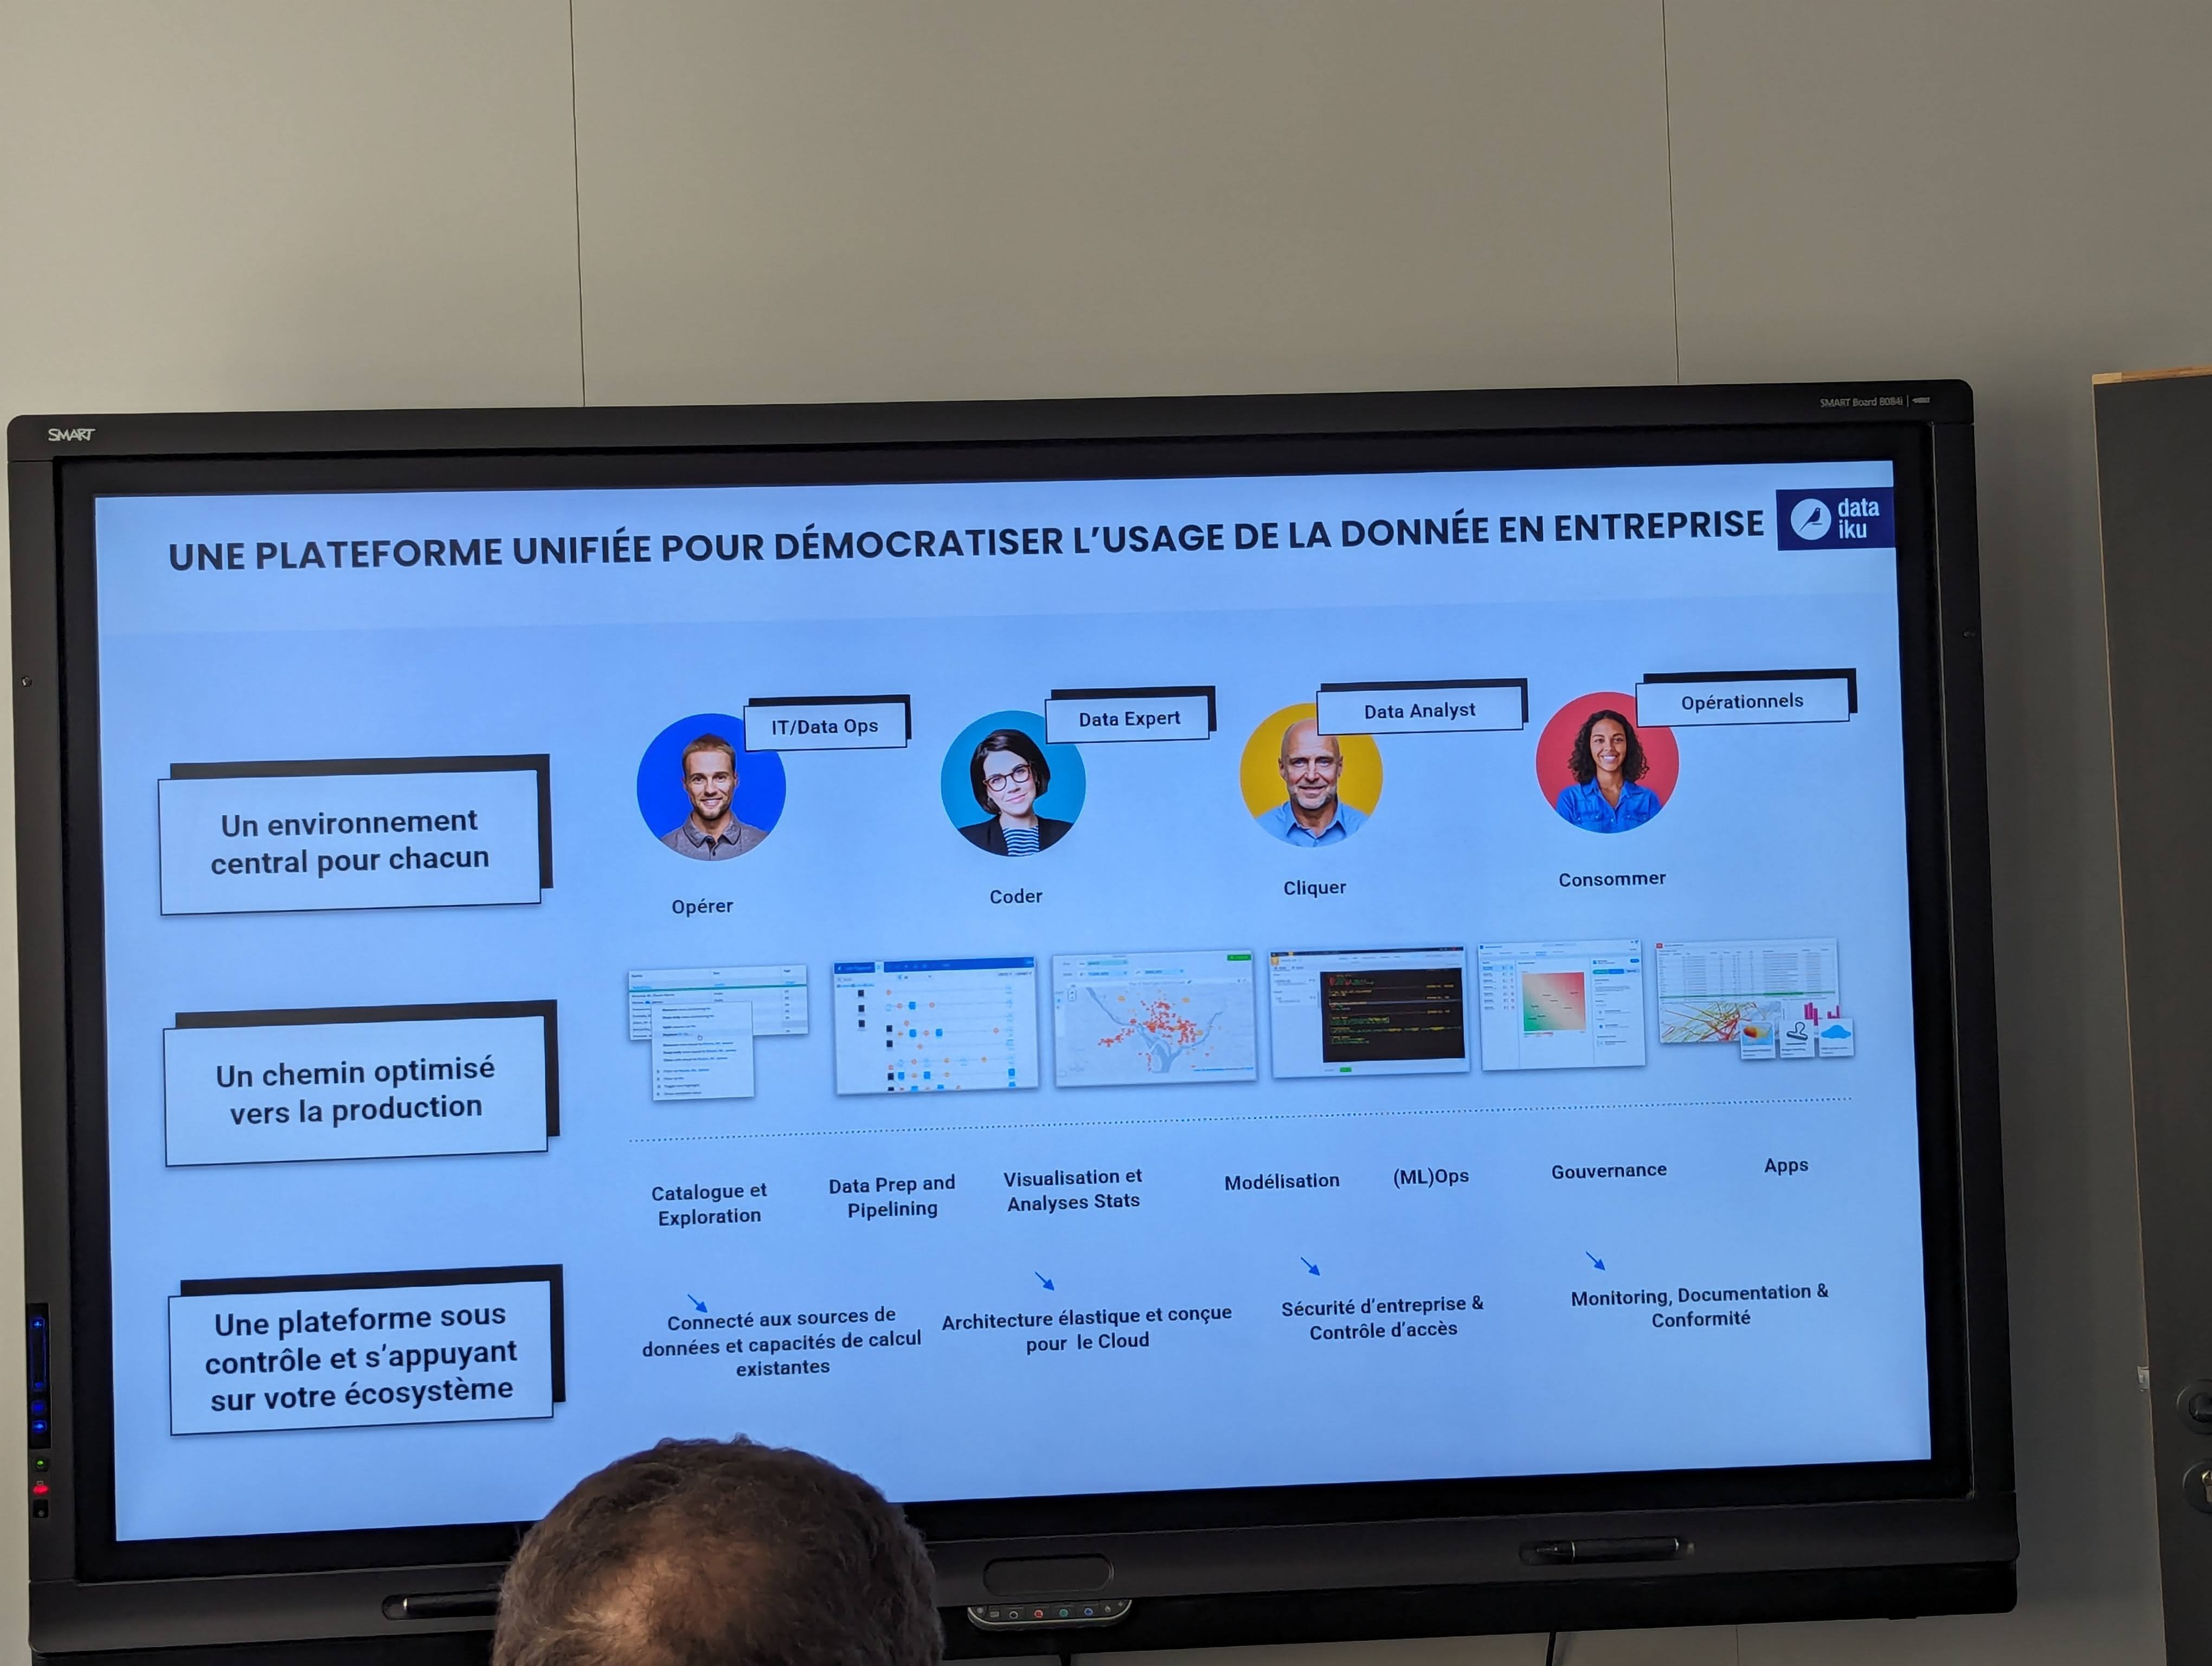 SMART
SMART Board 8084i
UNE PLATEFORME UNIFIÉE POUR DÉMOCRATISER L'USAGE DE LA DONNÉE EN ENTREPRISE
data
iku
IT/Data Ops
Data Expert
Data Analyst
Opérationnels
Un environnement
central pour chacun
Opérer
Coder
Cliquer
Consommer
Un chemin optimisé
vers la production
Catalogue et
Exploration
Data Prep and
Pipelining
Visualisation et
Analyses Stats
Modélisation
(ML)Ops
Gouvernance
Apps
Une plateforme sous
contrôle et s'appuyant
sur votre écosystème
Connecté aux sources de
données et capacités de calcul
existantes
Architecture élastique et conçue
pour le Cloud
Sécurité d'entreprise &
Contrôle d'accès
Monitoring, Documentation &
Conformité